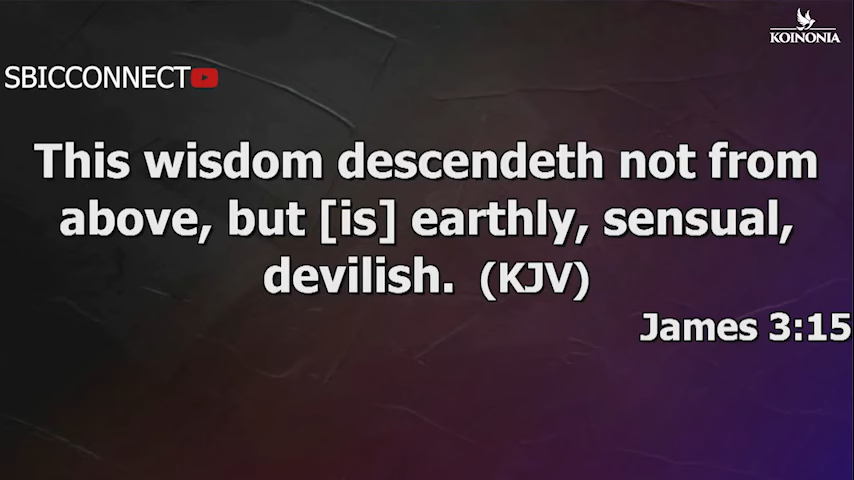 KOINONIA
SBICCONNECT
This wisdom descendeth not from
above, but [is] earthly, sensual,
devilish. (KJV)
James 3:15